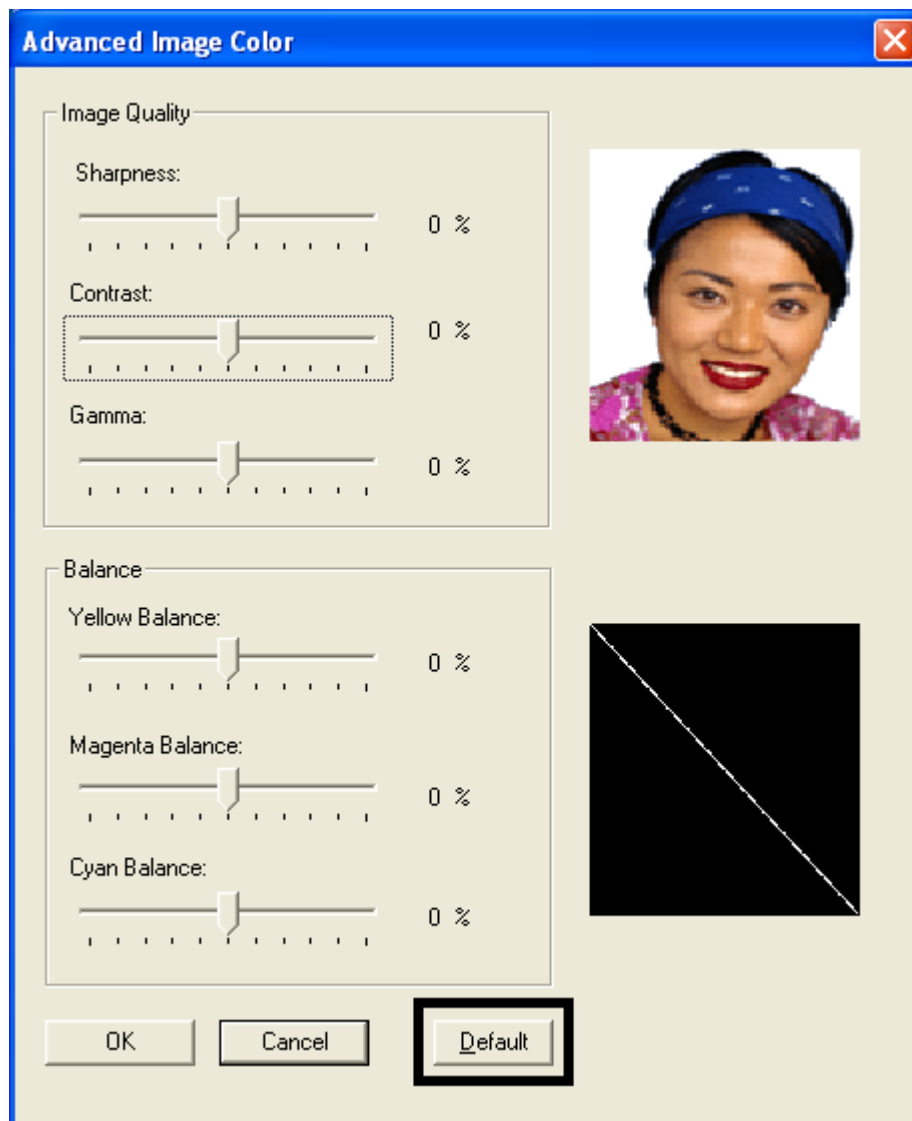 Advanced Image Color
Image Quality
Sharpness:
0 %
Contrast:
0 %
Gamma:
0 %
Balance
Yellow Balance:
0 %
Magenta Balance:
0 %
Cyan Balance:
0 %
OK Cancel Default